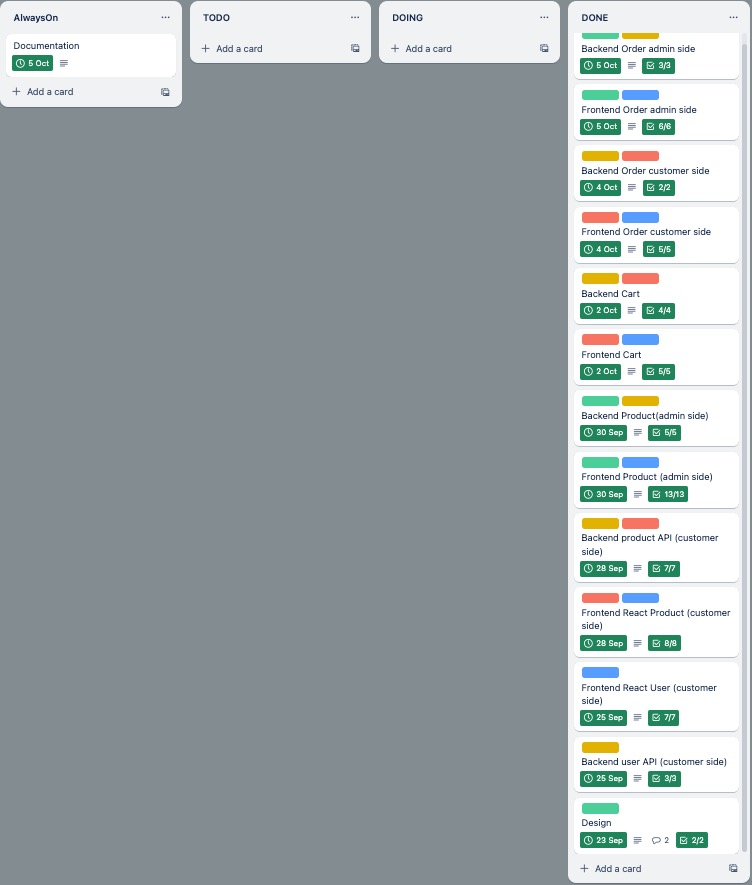 AlwaysOn
Documentation
5 Oct
Add a card
TODO
Add a card
DOING
Add a card
DONE
Backend Order admin side
5 Oct 3/3
Frontend Order admin side
5 Oct 6/6
Backend Order customer side
4 Oct 2/2
Frontend Order customer side
4 Oct 5/5
Backend Cart
2 Oct 4/4
Frontend Cart
2 Oct 5/5
Backend Product(admin side)
30 Sep 5/5
Frontend Product (admin side)
30 Sep 13/13
Backend product API (customer
side)
28 Sep 7/7
Frontend React Product (customer
side)
28 Sep 8/8
Frontend React User (customer
side)
25 Sep 7/7
Backend user API (customer side)
25 Sep 3/3
Design
23 Sep 2 2/2
Add a card